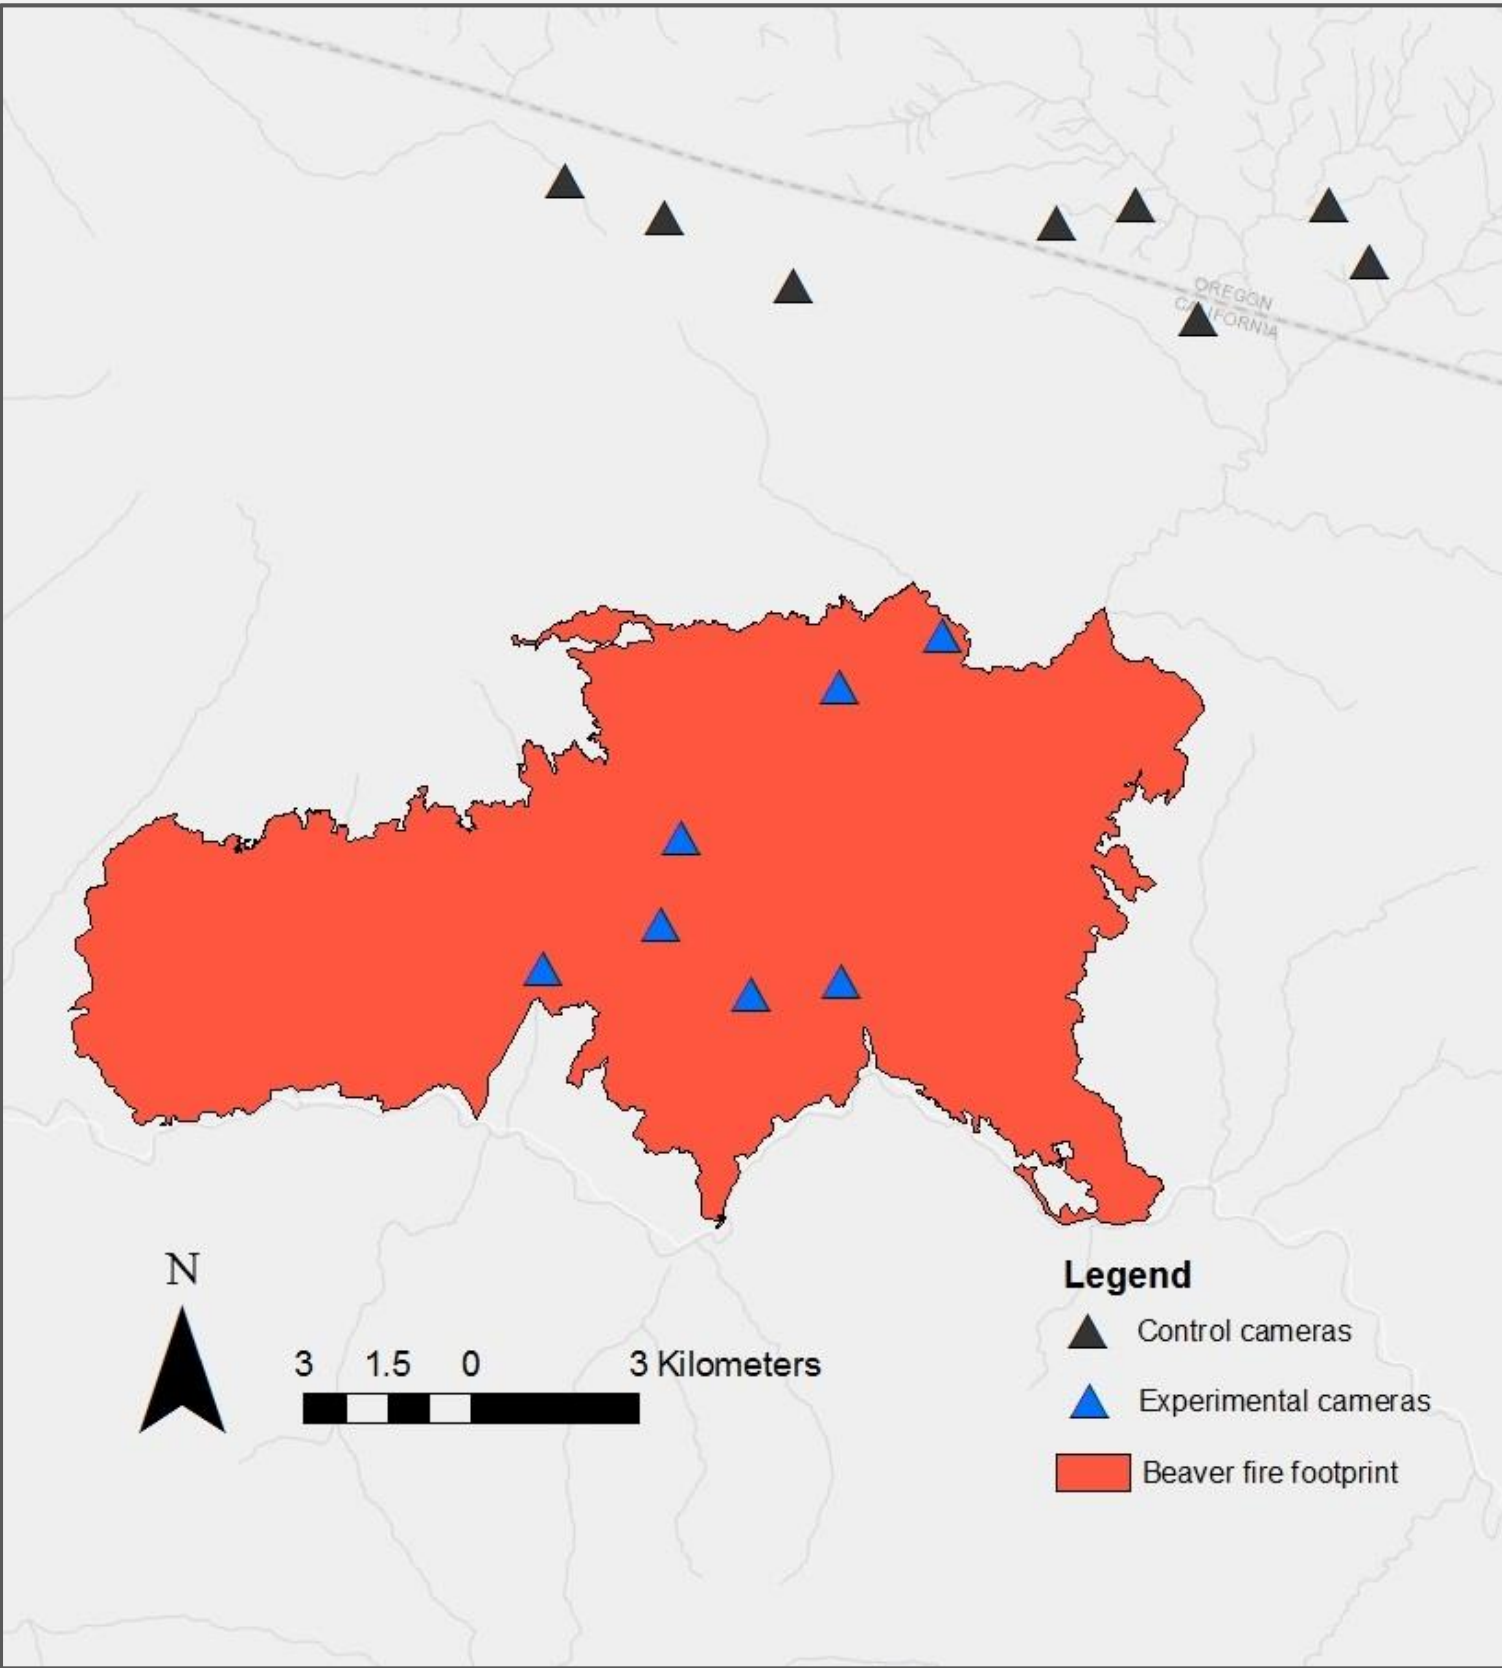 OREGON
CALIFORNIA
N
3 1.5 0 3 Kilometers
Legend
Control cameras
Experimental cameras
Beaver fire footprint